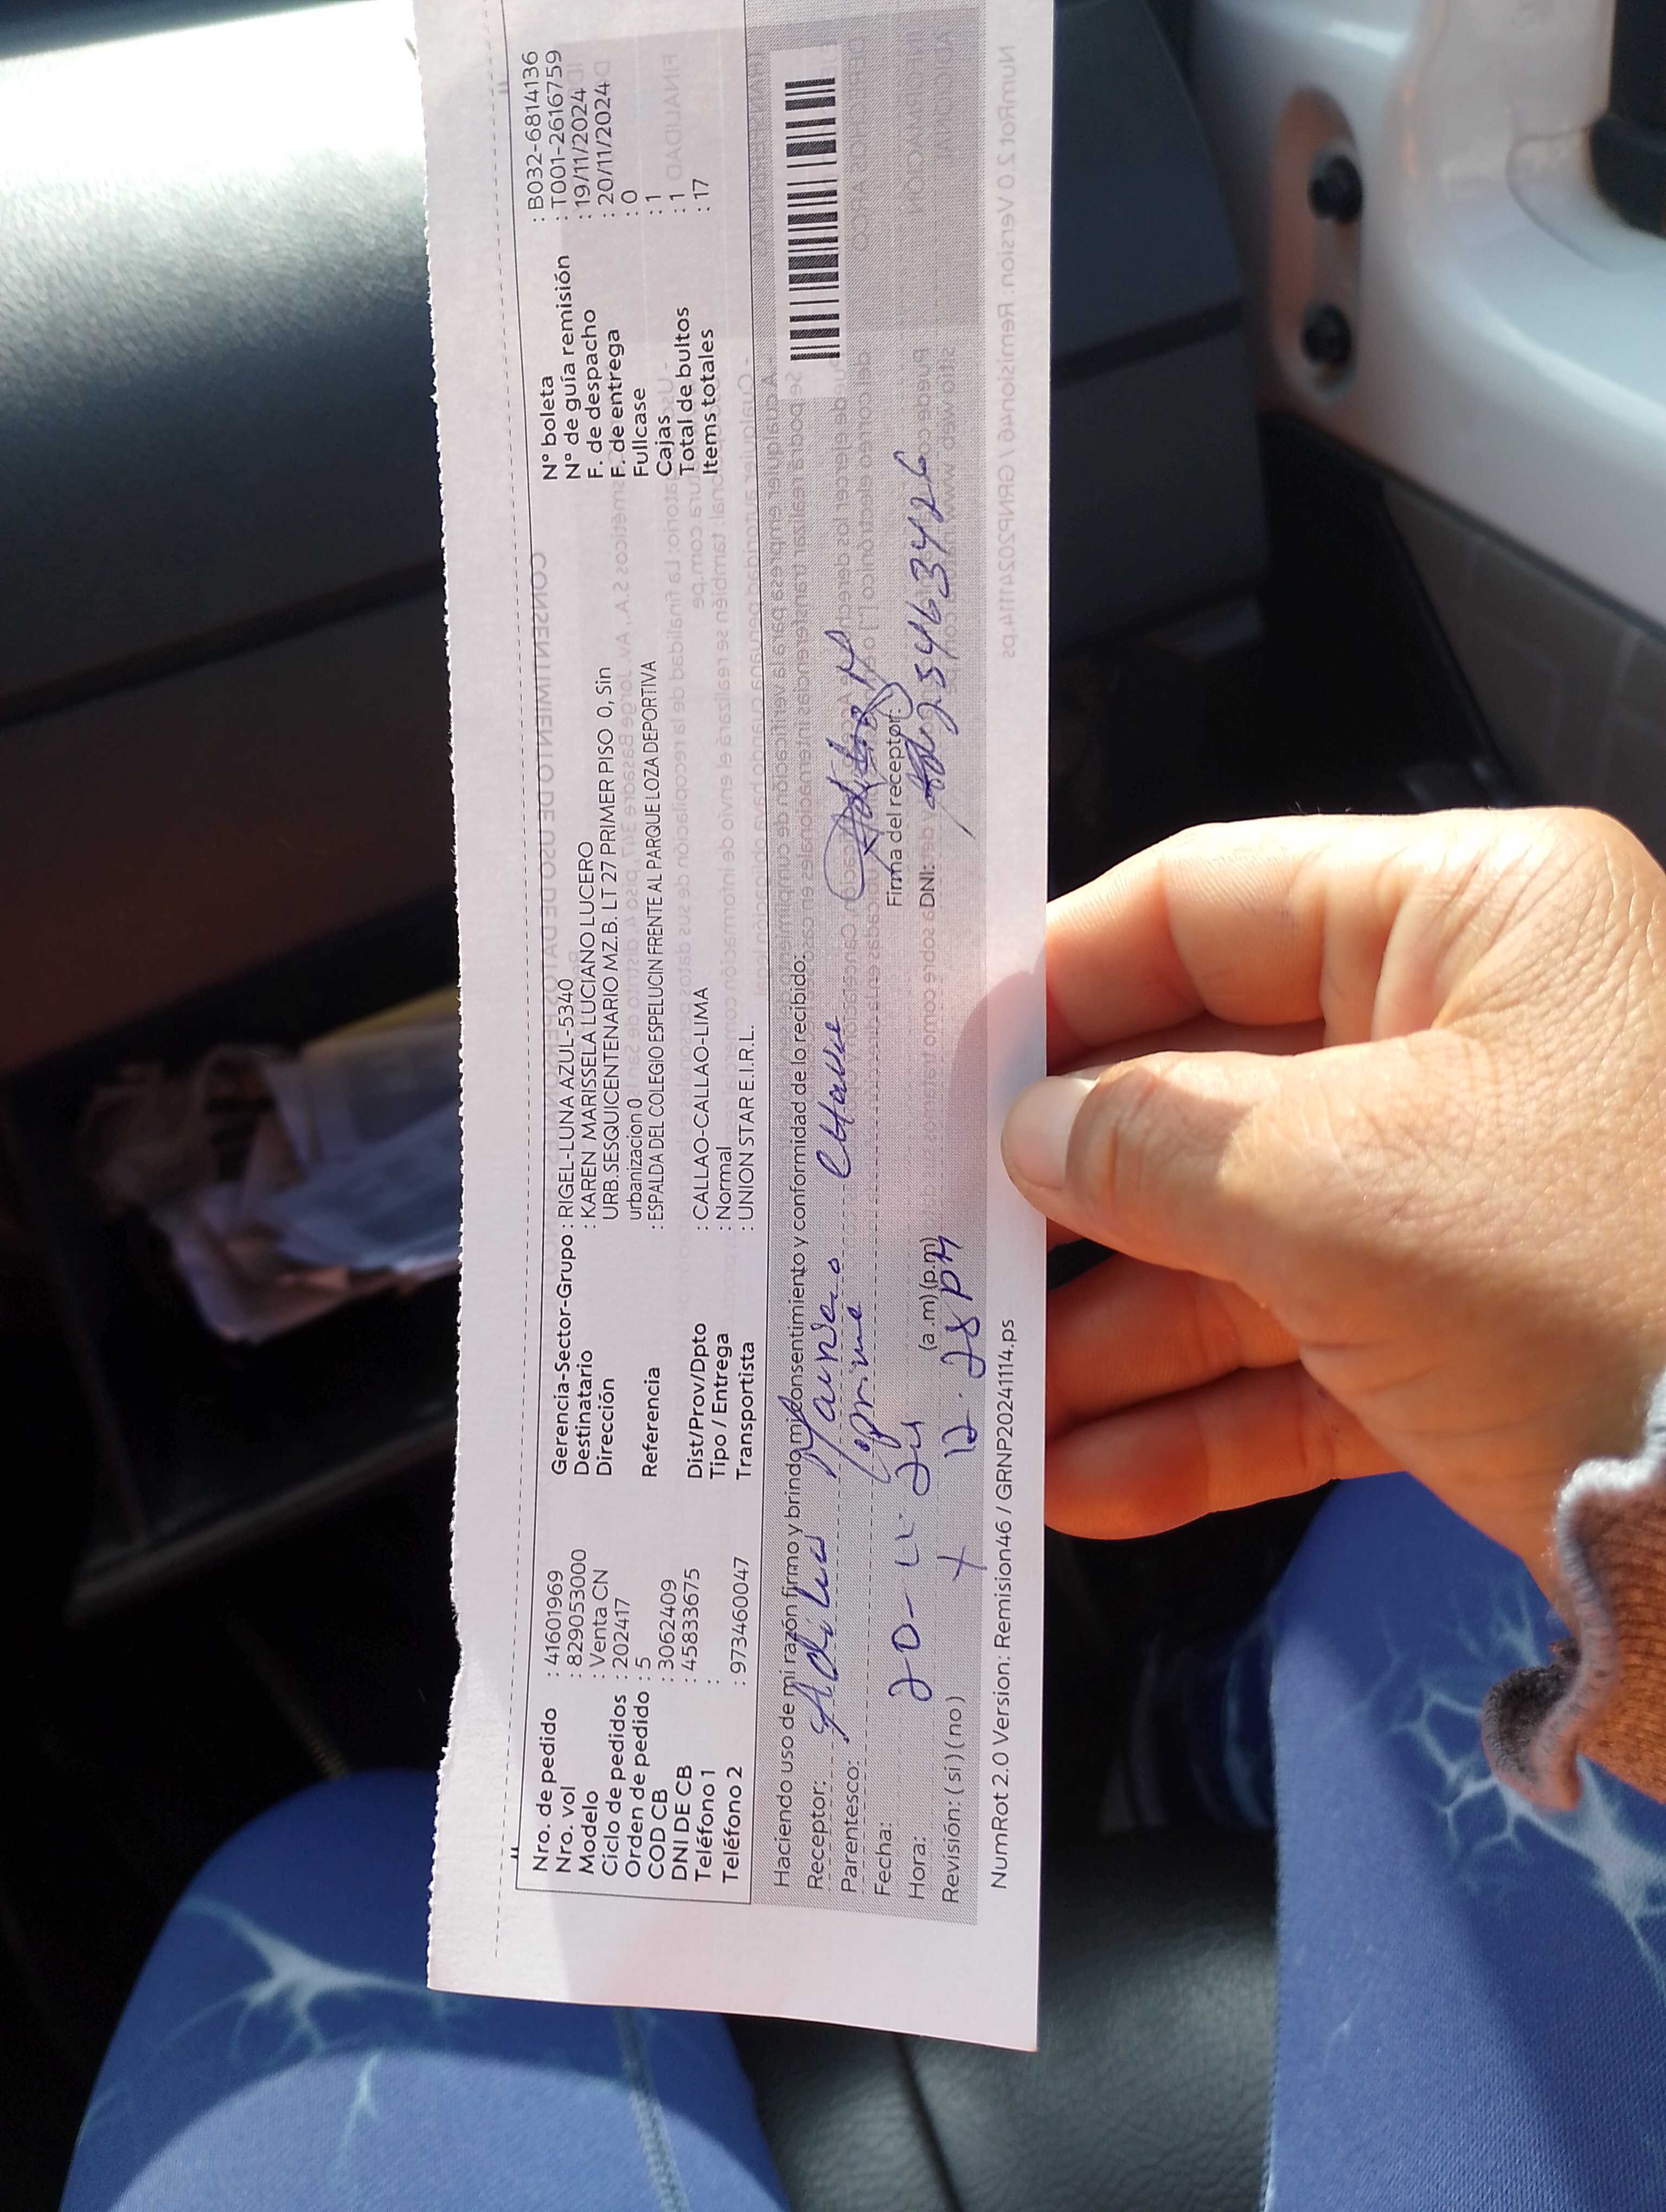 Nro. de pedido : 41601969
Nro. vol : 829053000
Modelo : Venta CN
Ciclo de pedidos : 202417
Orden de pedido : 5
COD CB : 3062409
DNI DE CB : 45833675
Teléfono 1 :
Teléfono 2 : 973460047
Gerencia-Sector-Grupo : RIGEL-LUNA AZUL-5340
Destinatario : KAREN MARISSELA LUCIANO LUCERO
Dirección URB.SESQUICENTENARIO MZ.B. LT 27 PRIMER PISO 0, Sin
urbanizacion 0
Referencia : ESPALDA DEL COLEGIO ESPELUCIN FRENTE AL PARQUE LOZA DEPORTIVA
Dist/Prov/Dpto : CALLAO-CALLAO-LIMA
Tipo / Entrega : Normal
Transportista : UNION STAR E.I.R.L.
N° boleta : B032-6814136
N° de guía remisión : T001-2616759
F. de despacho : 19/11/2024
F. de entrega : 20/11/2024
Fullcase : 0
Cajas : 1
Total de bultos : 1
Items totales : 17
Haciendo uso de mi razón firmo y brindo mi consentimiento y conformidad de lo recibido:
Receptor:
Parentesco:
Fecha: 20-11-24
Hora: 12.28 PM (a.m) (p.m)
Revisión: ( si ) ( no )
Firma del receptor:
DNI: 25463426
NumRot 2.0 Version: Remision46 / GRNP20241114.ps